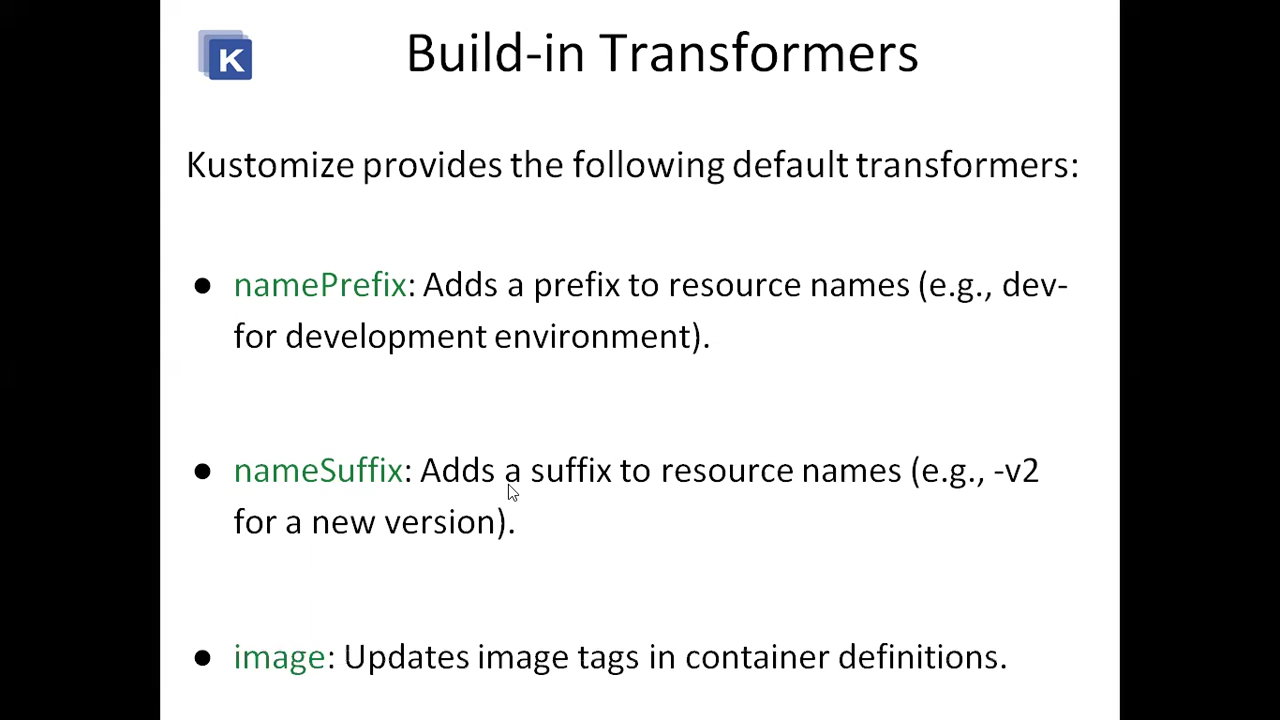 K
Build-in Transformers
Kustomize provides the following default transformers:
● namePrefix: Adds a prefix to resource names (e.g., dev-
for development environment).
● nameSuffix: Adds a suffix to resource names (e.g., -v2
for a new version).
● image: Updates image tags in container definitions.